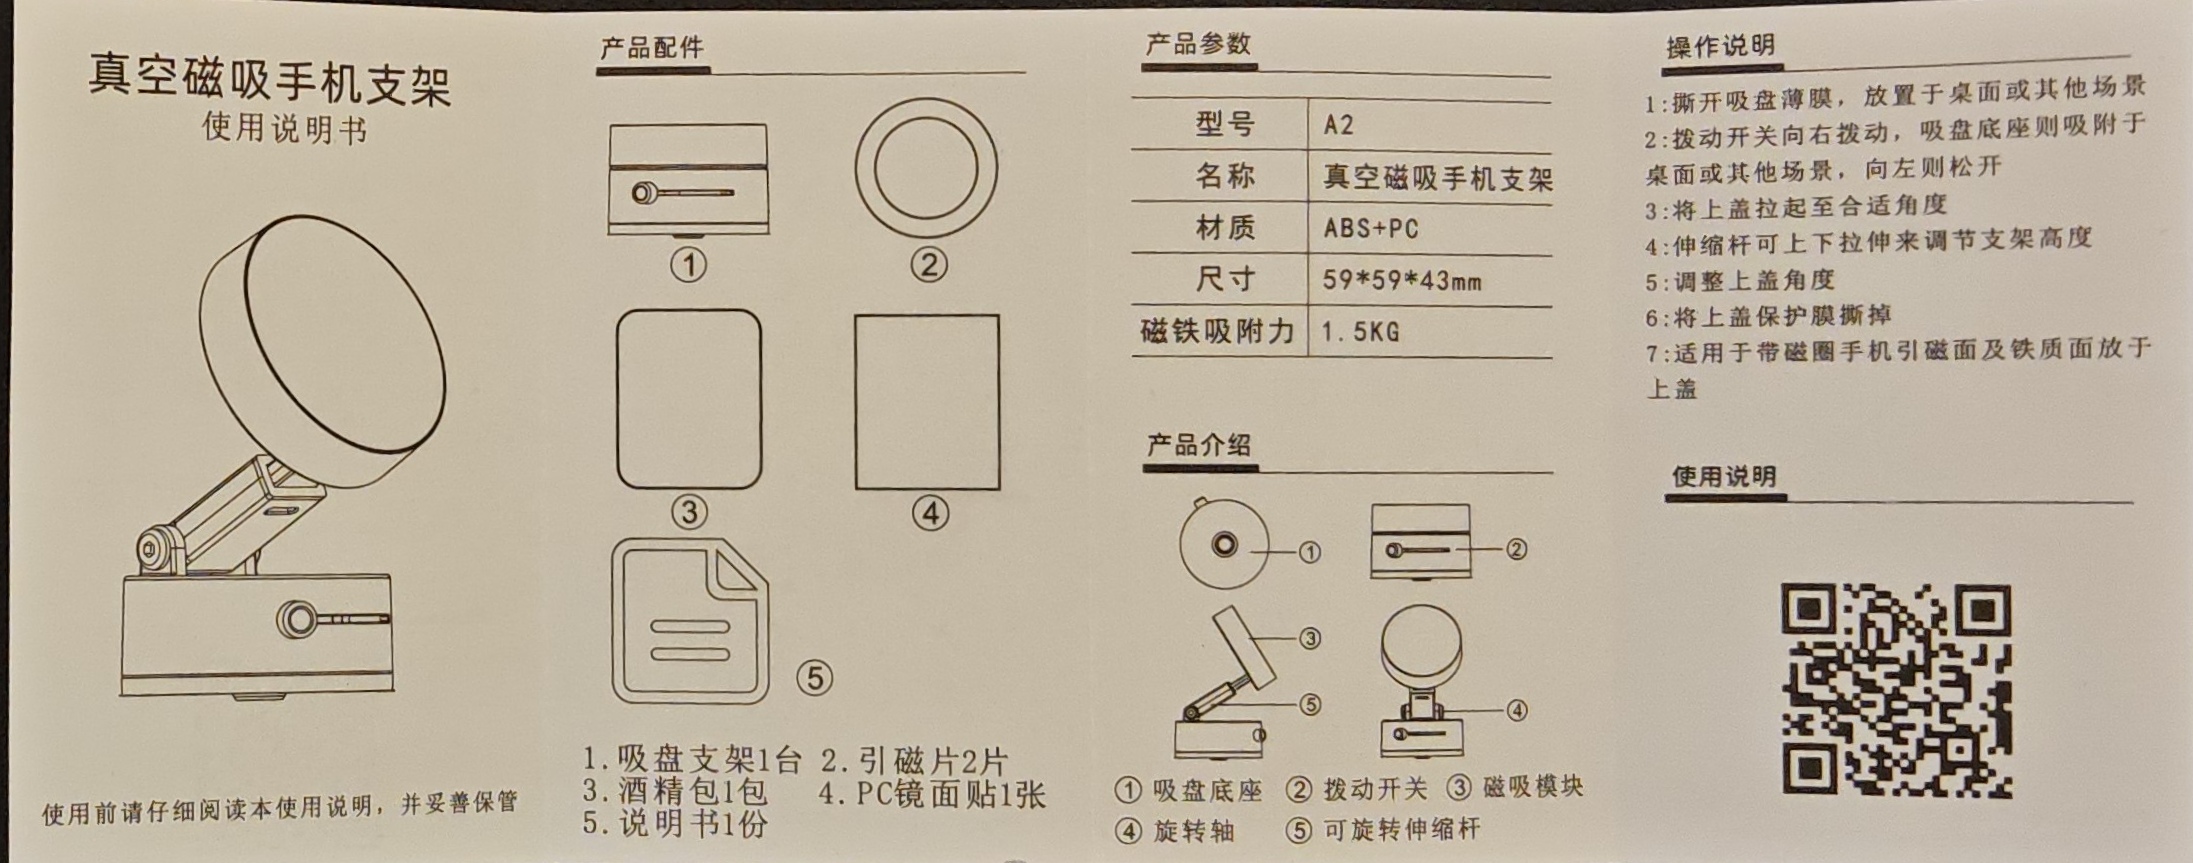 真空磁吸手机支架
使用说明书
使用前请仔细阅读本使用说明，并妥善保管
产品配件
①
②
③
④
⑤
1.吸盘支架1台 2.引磁片2片
3.酒精包1包 4.PC镜面贴1张
5.说明书1份
产品参数
型号 A2
名称 真空磁吸手机支架
材质 ABS+PC
尺寸 59*59*43mm
磁铁吸附力 1.5KG
产品介绍
①
②
③
⑤
④
① 吸盘底座 ② 拨动开关 ③ 磁吸模块
④ 旋转轴 ⑤ 可旋转伸缩杆
操作说明
1:撕开吸盘薄膜，放置于桌面或其他场景
2:拨动开关向右拨动，吸盘底座则吸附于
桌面或其他场景，向左则松开
3:将上盖拉起至合适角度
4:伸缩杆可上下拉伸来调节支架高度
5:调整上盖角度
6:将上盖保护膜撕掉
7:适用于带磁圈手机引磁面及铁质面放于
上盖
使用说明